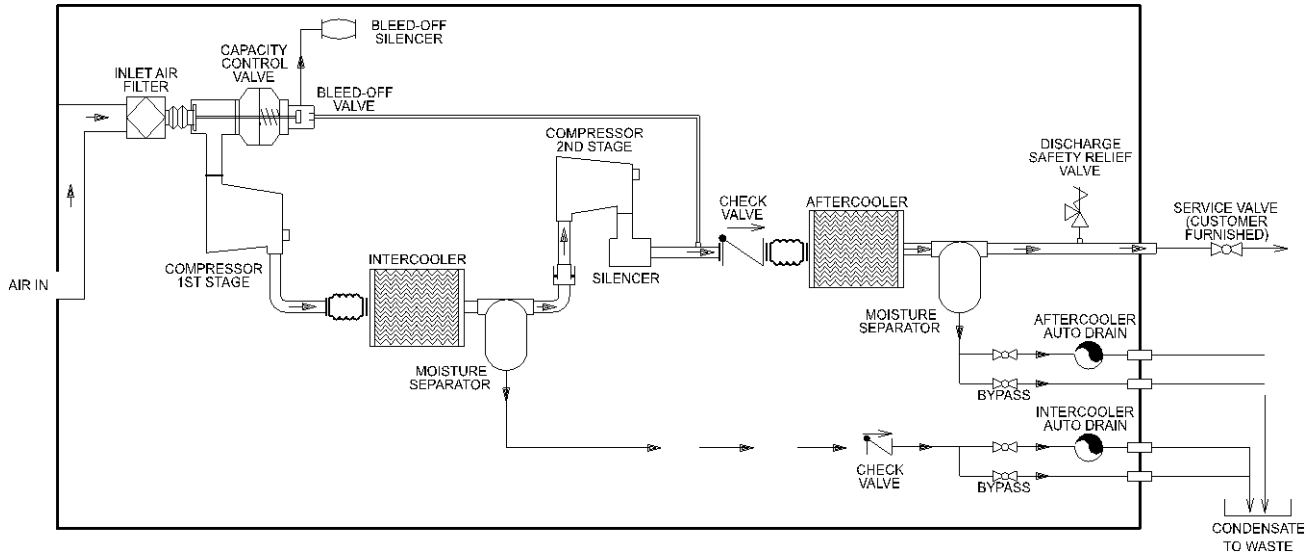 BLEED-OFF
SILENCER
CAPACITY
CONTROL
VALVE
INLET AIR
FILTER
BLEED-OFF
VALVE
COMPRESSOR
2ND STAGE
DISCHARGE
SAFETY RELIEF
VALVE
CHECK
VALVE
AFTERCOOLER
SERVICE VALVE
(CUSTOMER
FURNISHED)
COMPRESSOR
1ST STAGE
INTERCOOLER
SILENCER
AIR IN
MOISTURE
SEPARATOR
AFTERCOOLER
AUTO DRAIN
MOISTURE
SEPARATOR
BYPASS
INTERCOOLER
AUTO DRAIN
CHECK
VALVE
BYPASS
CONDENSATE
TO WASTE